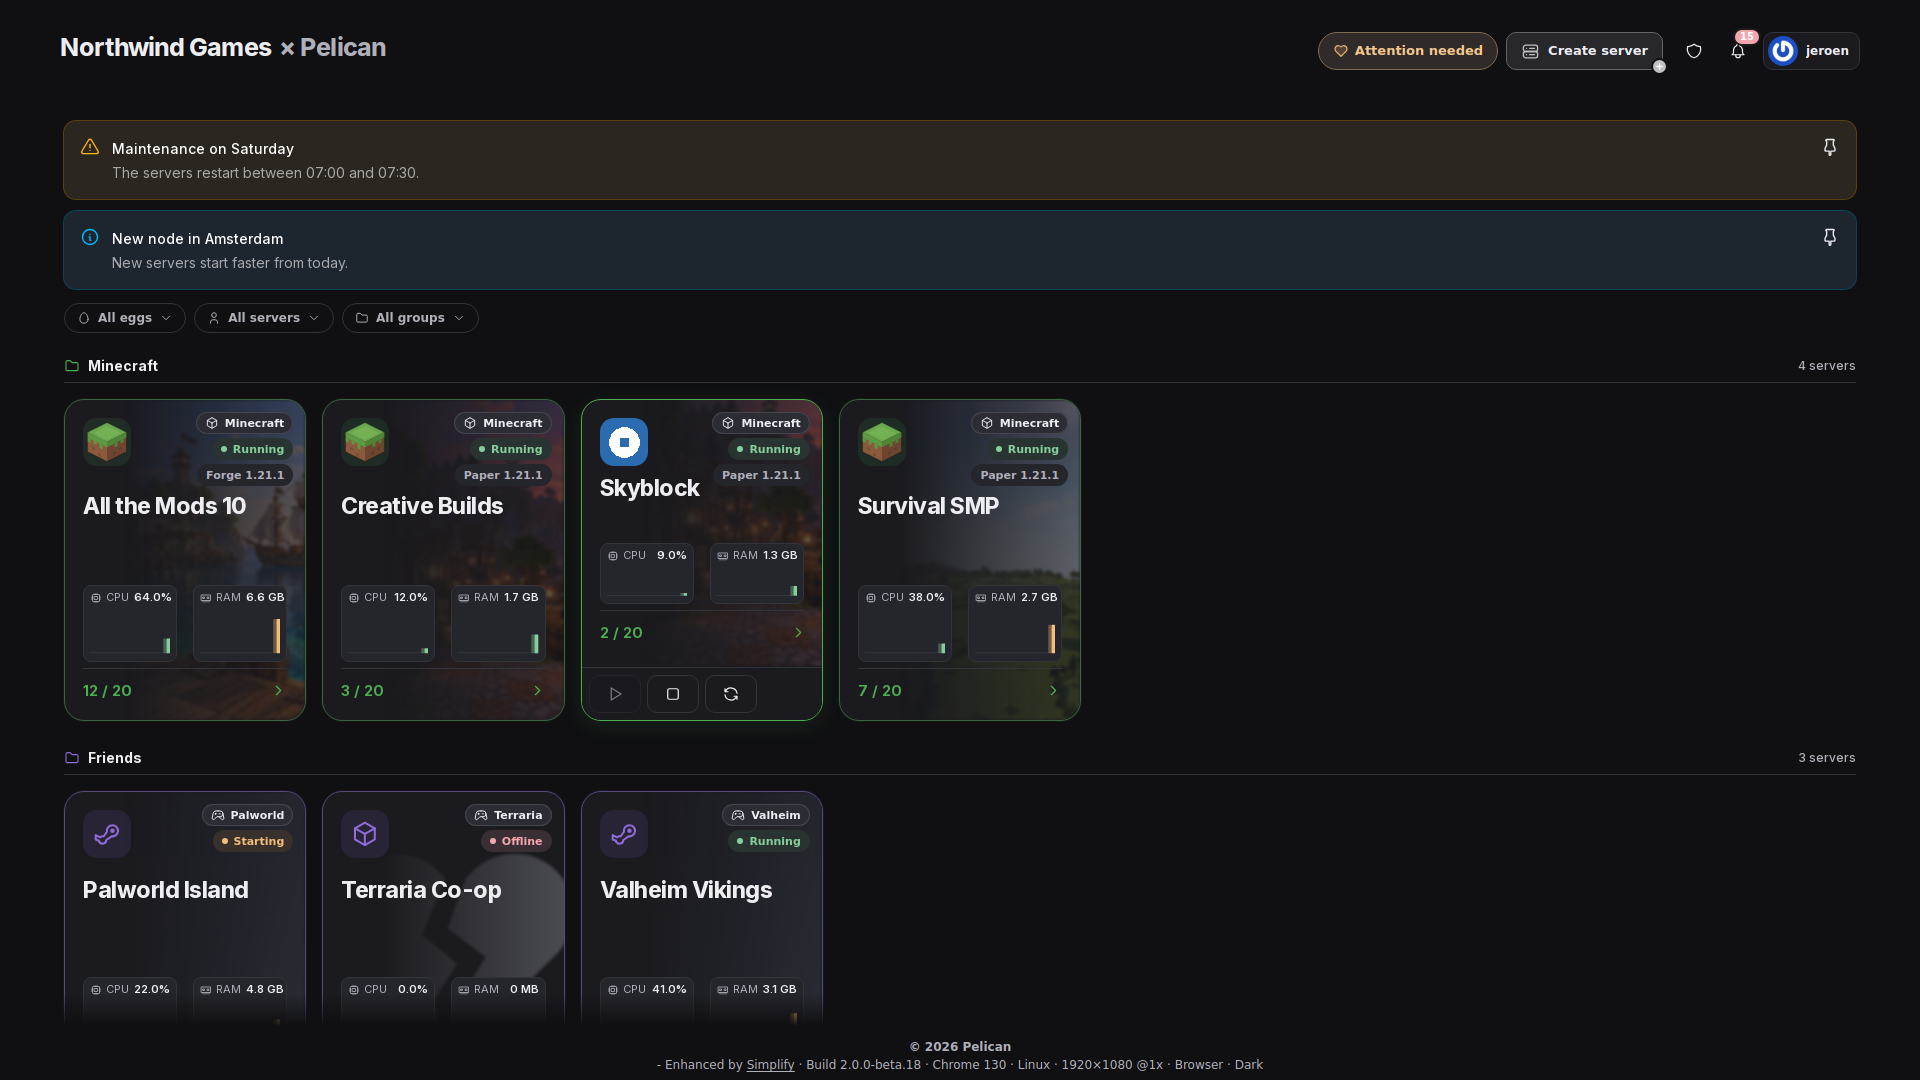 Northwind Games × Pelican
Attention needed
Create server
15
jeroen
Maintenance on Saturday
The servers restart between 07:00 and 07:30.
New node in Amsterdam
New servers start faster from today.
All eggs
All servers
All groups
Minecraft
4 servers
Minecraft
Running
Forge 1.21.1
All the Mods 10
CPU 64.0%
RAM 6.6 GB
12 / 20
Minecraft
Running
Paper 1.21.1
Creative Builds
CPU 12.0%
RAM 1.7 GB
3 / 20
Minecraft
Running
Paper 1.21.1
Skyblock
CPU 9.0%
RAM 1.3 GB
2 / 20
Minecraft
Running
Paper 1.21.1
Survival SMP
CPU 38.0%
RAM 2.7 GB
7 / 20
Friends
3 servers
Palworld
Starting
Palworld Island
CPU 22.0%
RAM 4.8 GB
Terraria
Offline
Terraria Co-op
CPU 0.0%
RAM 0 MB
Valheim
Running
Valheim Vikings
CPU 41.0%
RAM 3.1 GB
© 2026 Pelican
- Enhanced by Simplify · Build 2.0.0-beta.18 · Chrome 130 · Linux · 1920×1080 @1x · Browser · Dark